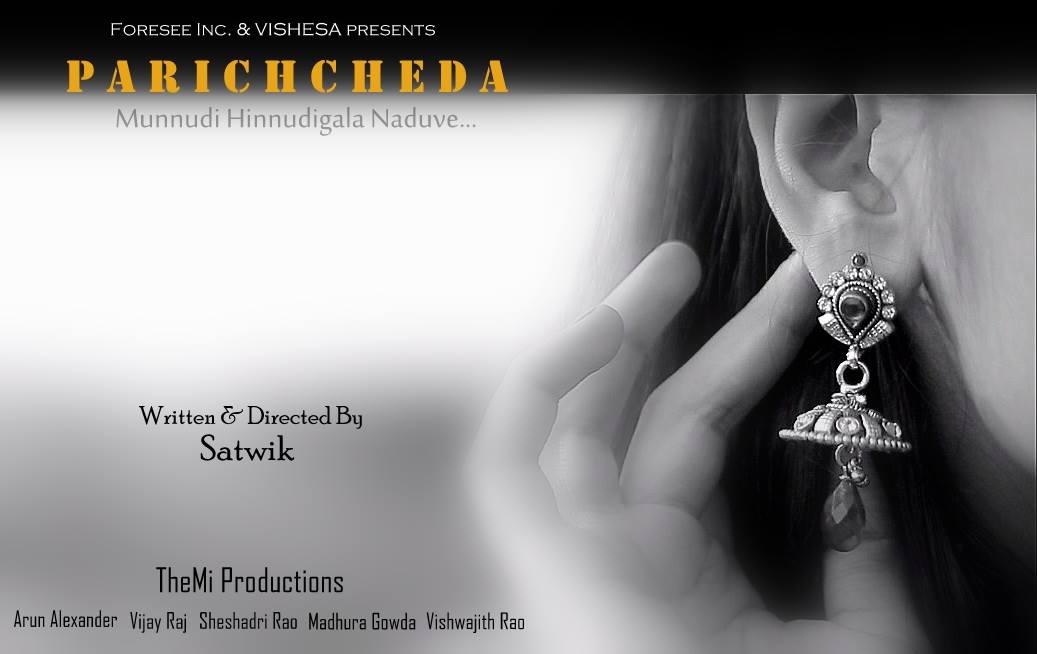 Foresee Inc. & VISHESA presents
PARICHCHEDA
Munnudi Hinnudigala Naduve...
Written & Directed By
Satwik
TheMi Productions
Arun Alexander Vijay Raj Sheshadri Rao Madhura Gowda Vishwajith Rao